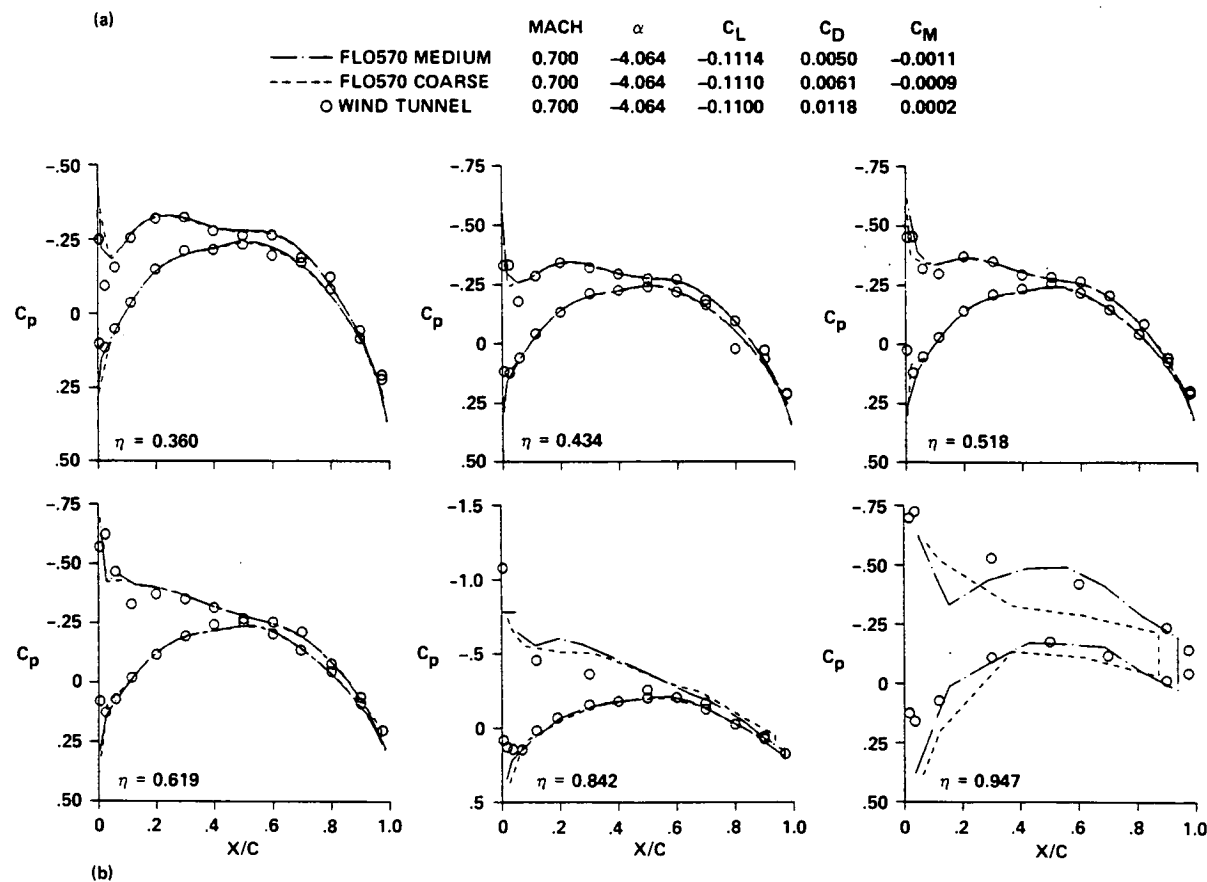 (a)
MACH α C_L C_D C_M
FLO570 MEDIUM 0.700 −4.064 −0.1114 0.0050 −0.0011
FLO570 COARSE 0.700 −4.064 −0.1110 0.0061 −0.0009
WIND TUNNEL 0.700 −4.064 −0.1100 0.0118 0.0002
−.50
−.25
C_p
0
.25
.50
η = 0.360
−.75
−.50
−.25
C_p
0
.25
.50
η = 0.434
−.75
−.50
−.25
C_p
0
.25
.50
η = 0.518
−.75
−.50
−.25
C_p
0
.25
.50
η = 0.619
0 .2 .4 .6 .8 1.0
X/C
−1.5
−1.0
C_p
−.5
0
.5
η = 0.842
0 .2 .4 .6 .8 1.0
X/C
−.75
−.50
−.25
C_p
0
.25
.50
η = 0.947
0 .2 .4 .6 .8 1.0
X/C
(b)